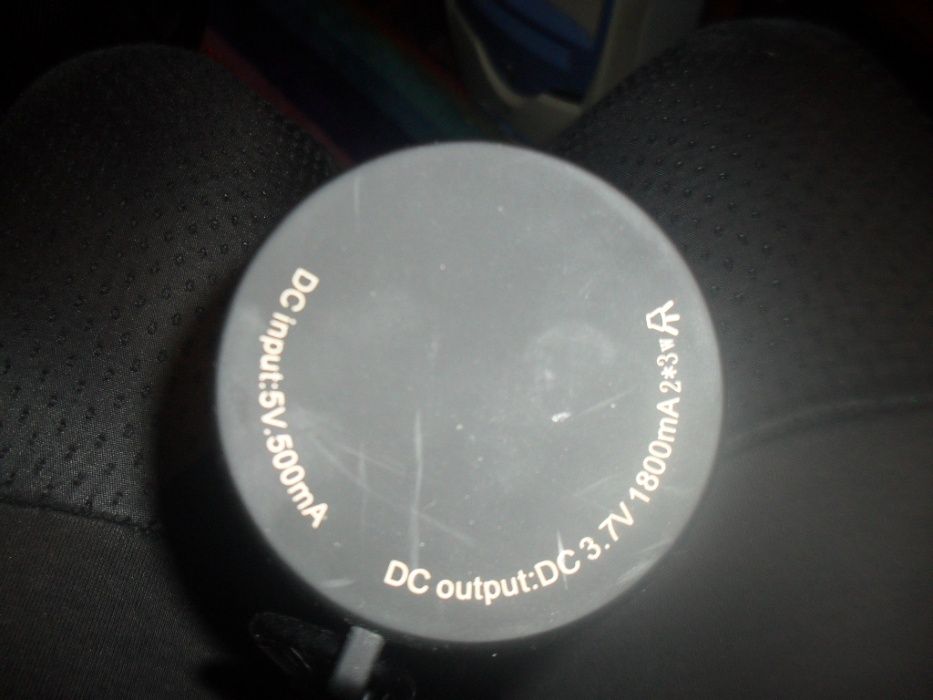 DC input:5V.500mA
DC output:DC 3.7V 1800mA 2*3W